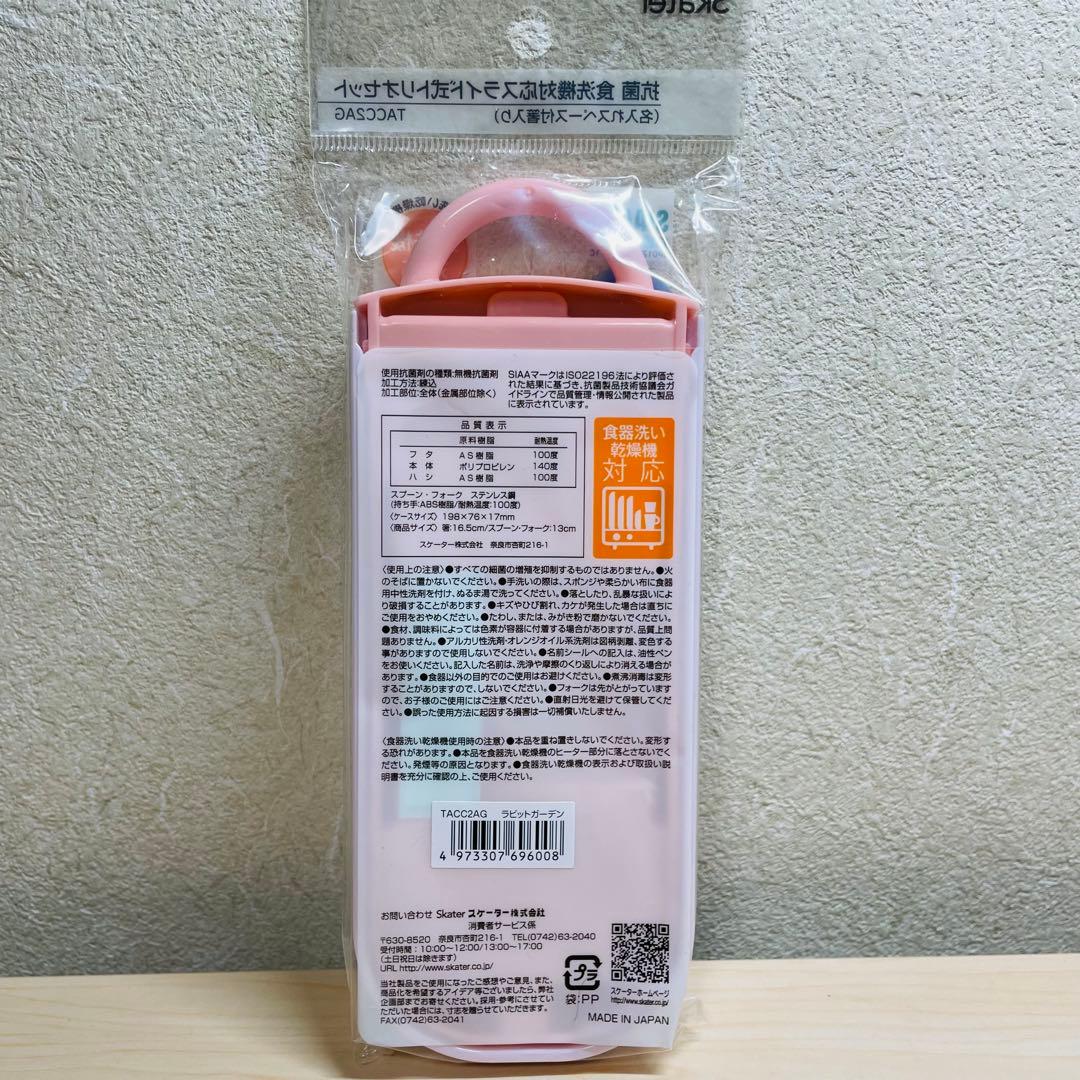 Skater
抗菌 食洗機対応スライド式トリオセット
(名入れスペース付箸入り) TACC2AG
使用抗菌剤の種類:無機抗菌剤
加工方法:練込
加工部位:全体(金属部位除く)
SIAAマークはISO22196法により評価
された結果に基づき、抗菌製品技術協議会ガ
イドラインで品質管理・情報公開された製品
に表示されています。
品質表示
原料樹脂 耐熱温度
フタ AS樹脂 100度
本体 ポリプロピレン 140度
ハシ AS樹脂 100度
スプーン・フォーク ステンレス鋼
(持ち手:ABS樹脂/耐熱温度:100度)
〈ケースサイズ〉 198×76×17mm
〈商品サイズ〉箸:16.5cm/スプーン・フォーク:13cm
スケーター株式会社 奈良市杏町216-1
食器洗い
乾燥機
対応
〈使用上の注意〉●すべての細菌の増殖を抑制するものではありません。●火
のそばに置かないでください。●手洗いの際は、スポンジや柔らかい布に食器
用中性洗剤を付け、ぬるま湯で洗ってください。●落としたり、乱暴な扱いによ
り破損することがあります。●キズやひび割れ、カケが発生した場合は直ちに
ご使用をおやめください。●たわし、または、みがき粉で磨かないでください。
●食材、調味料によっては色素が容器に付着する場合がありますが、品質上問
題ありません。●アルカリ性洗剤・オレンジオイル系洗剤は図柄剥離、変色する
事がありますので使用しないでください。●名前シールへの記入は、油性ペン
をお使いください。記入した名前は、洗浄や摩擦のくり返しにより消える場合が
あります。●食器以外の目的でのご使用はお避けください。●煮沸消毒は変形
することがありますので、しないでください。●フォークは先がとがっています
ので、お子様のご使用にはご注意ください。●直射日光を避けて保管してくだ
さい。●誤った使用方法に起因する損害は一切補償いたしません。
〈食器洗い乾燥機使用時の注意〉●本品を重ね置きしないでください。変形す
る恐れがあります。●本品を食器洗い乾燥機のヒーター部分に落とさないでく
ださい。発煙等の原因となります。●食器洗い乾燥機の表示および取扱い説
明書を充分に確認の上、ご使用ください。
TACC2AG ラビットガーデン
4 973307 696008
お問い合わせ Skater スケーター株式会社
消費者サービス係
〒630-8520 奈良市杏町216-1 TEL(0742)63-2040
受付時間:10:00~12:00/13:00~17:00
(土日祝日は除きます)
URL http://www.skater.co.jp/
当社製品をご使用になったご感想やご意見、また、
商品化を希望するアイデア等ございましたら、弊社
企画部までお寄せください。採用・参考にさせてい
ただいた場合には、寸志を贈らせていただきます。
FAX(0742)63-2041
プラ
袋:PP
スケーターホームページ
http://www.skater.co.jp/
MADE IN JAPAN